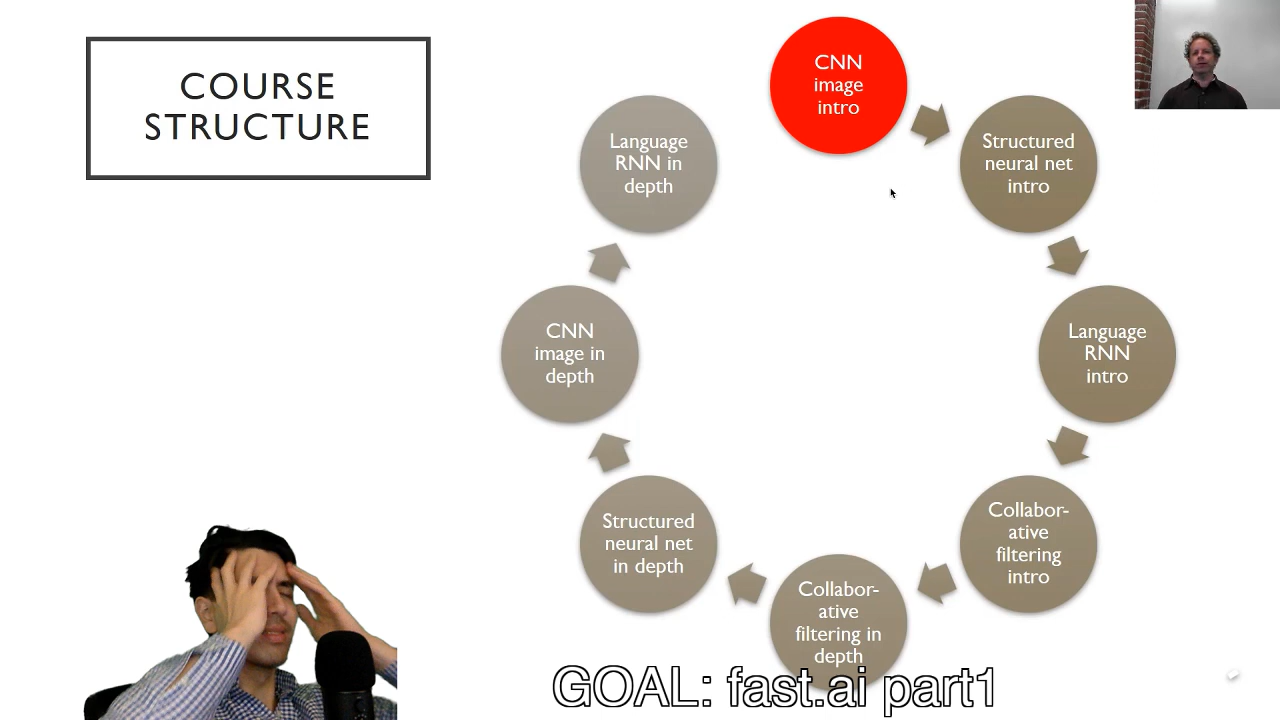 COURSE
STRUCTURE
CNN
image
intro
Structured
neural net
intro
Language
RNN
intro
Collabor-
ative
filtering
intro
Collabor-
ative
filtering in
depth
Structured
neural net
in depth
CNN
image in
depth
Language
RNN in
depth
GOAL: fast.ai part1